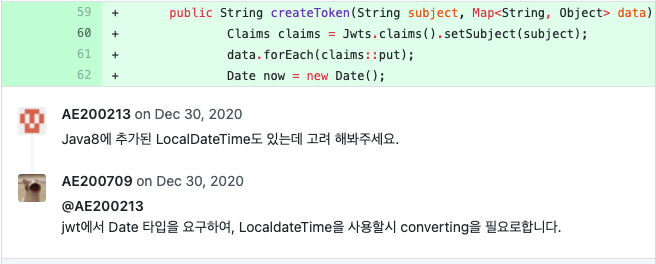 59 + public String createToken(String subject, Map<String, Object> data)
60 + Claims claims = Jwts.claims().setSubject(subject);
61 + data.forEach(claims::put);
62 + Date now = new Date();
AE200213 on Dec 30, 2020
Java8에 추가된 LocalDateTime도 있는데 고려 해봐주세요.
AE200709 on Dec 30, 2020
@AE200213
jwt에서 Date 타입을 요구하여, LocaldateTime을 사용할시 converting을 필요로합니다.